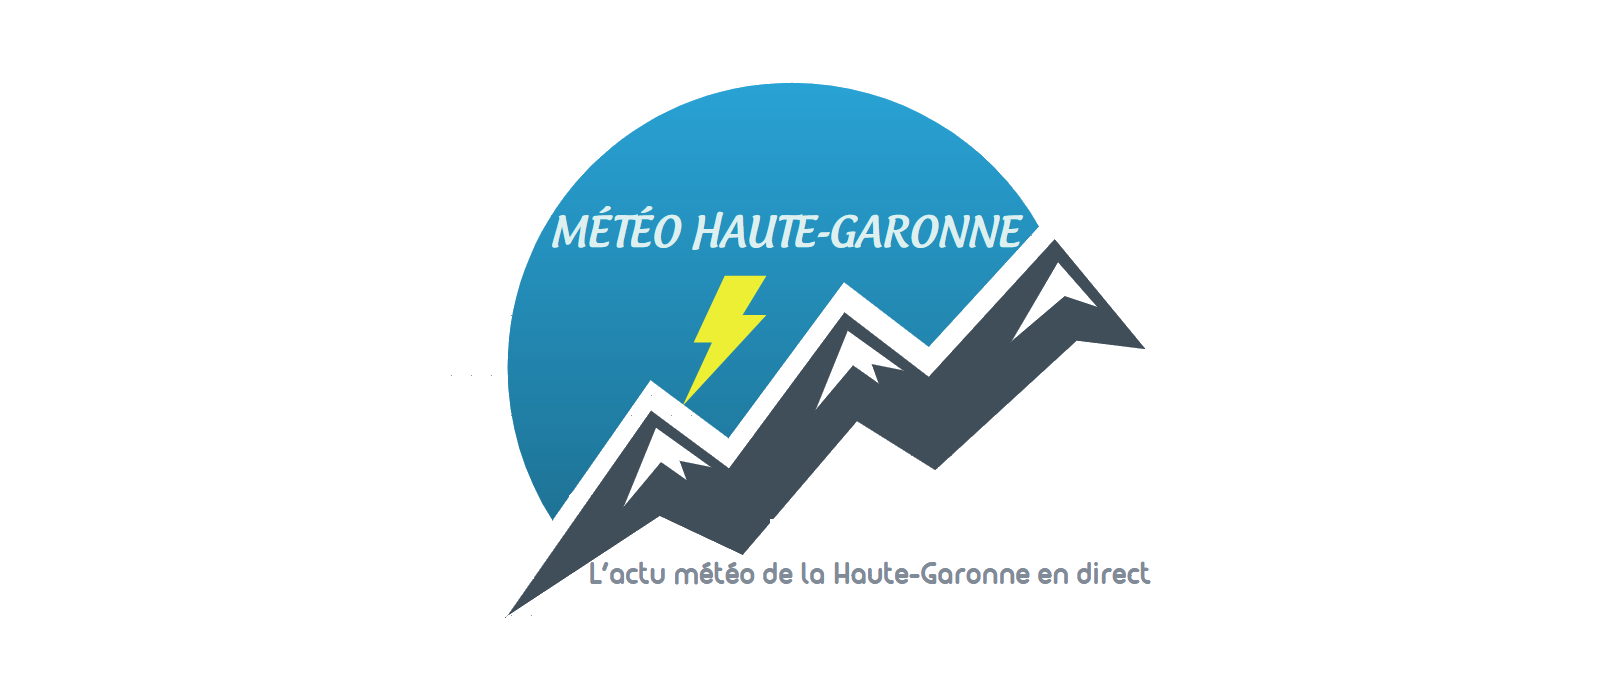 MÉTÉO HAUTE-GARONNE
L'actu météo de la Haute-Garonne en direct